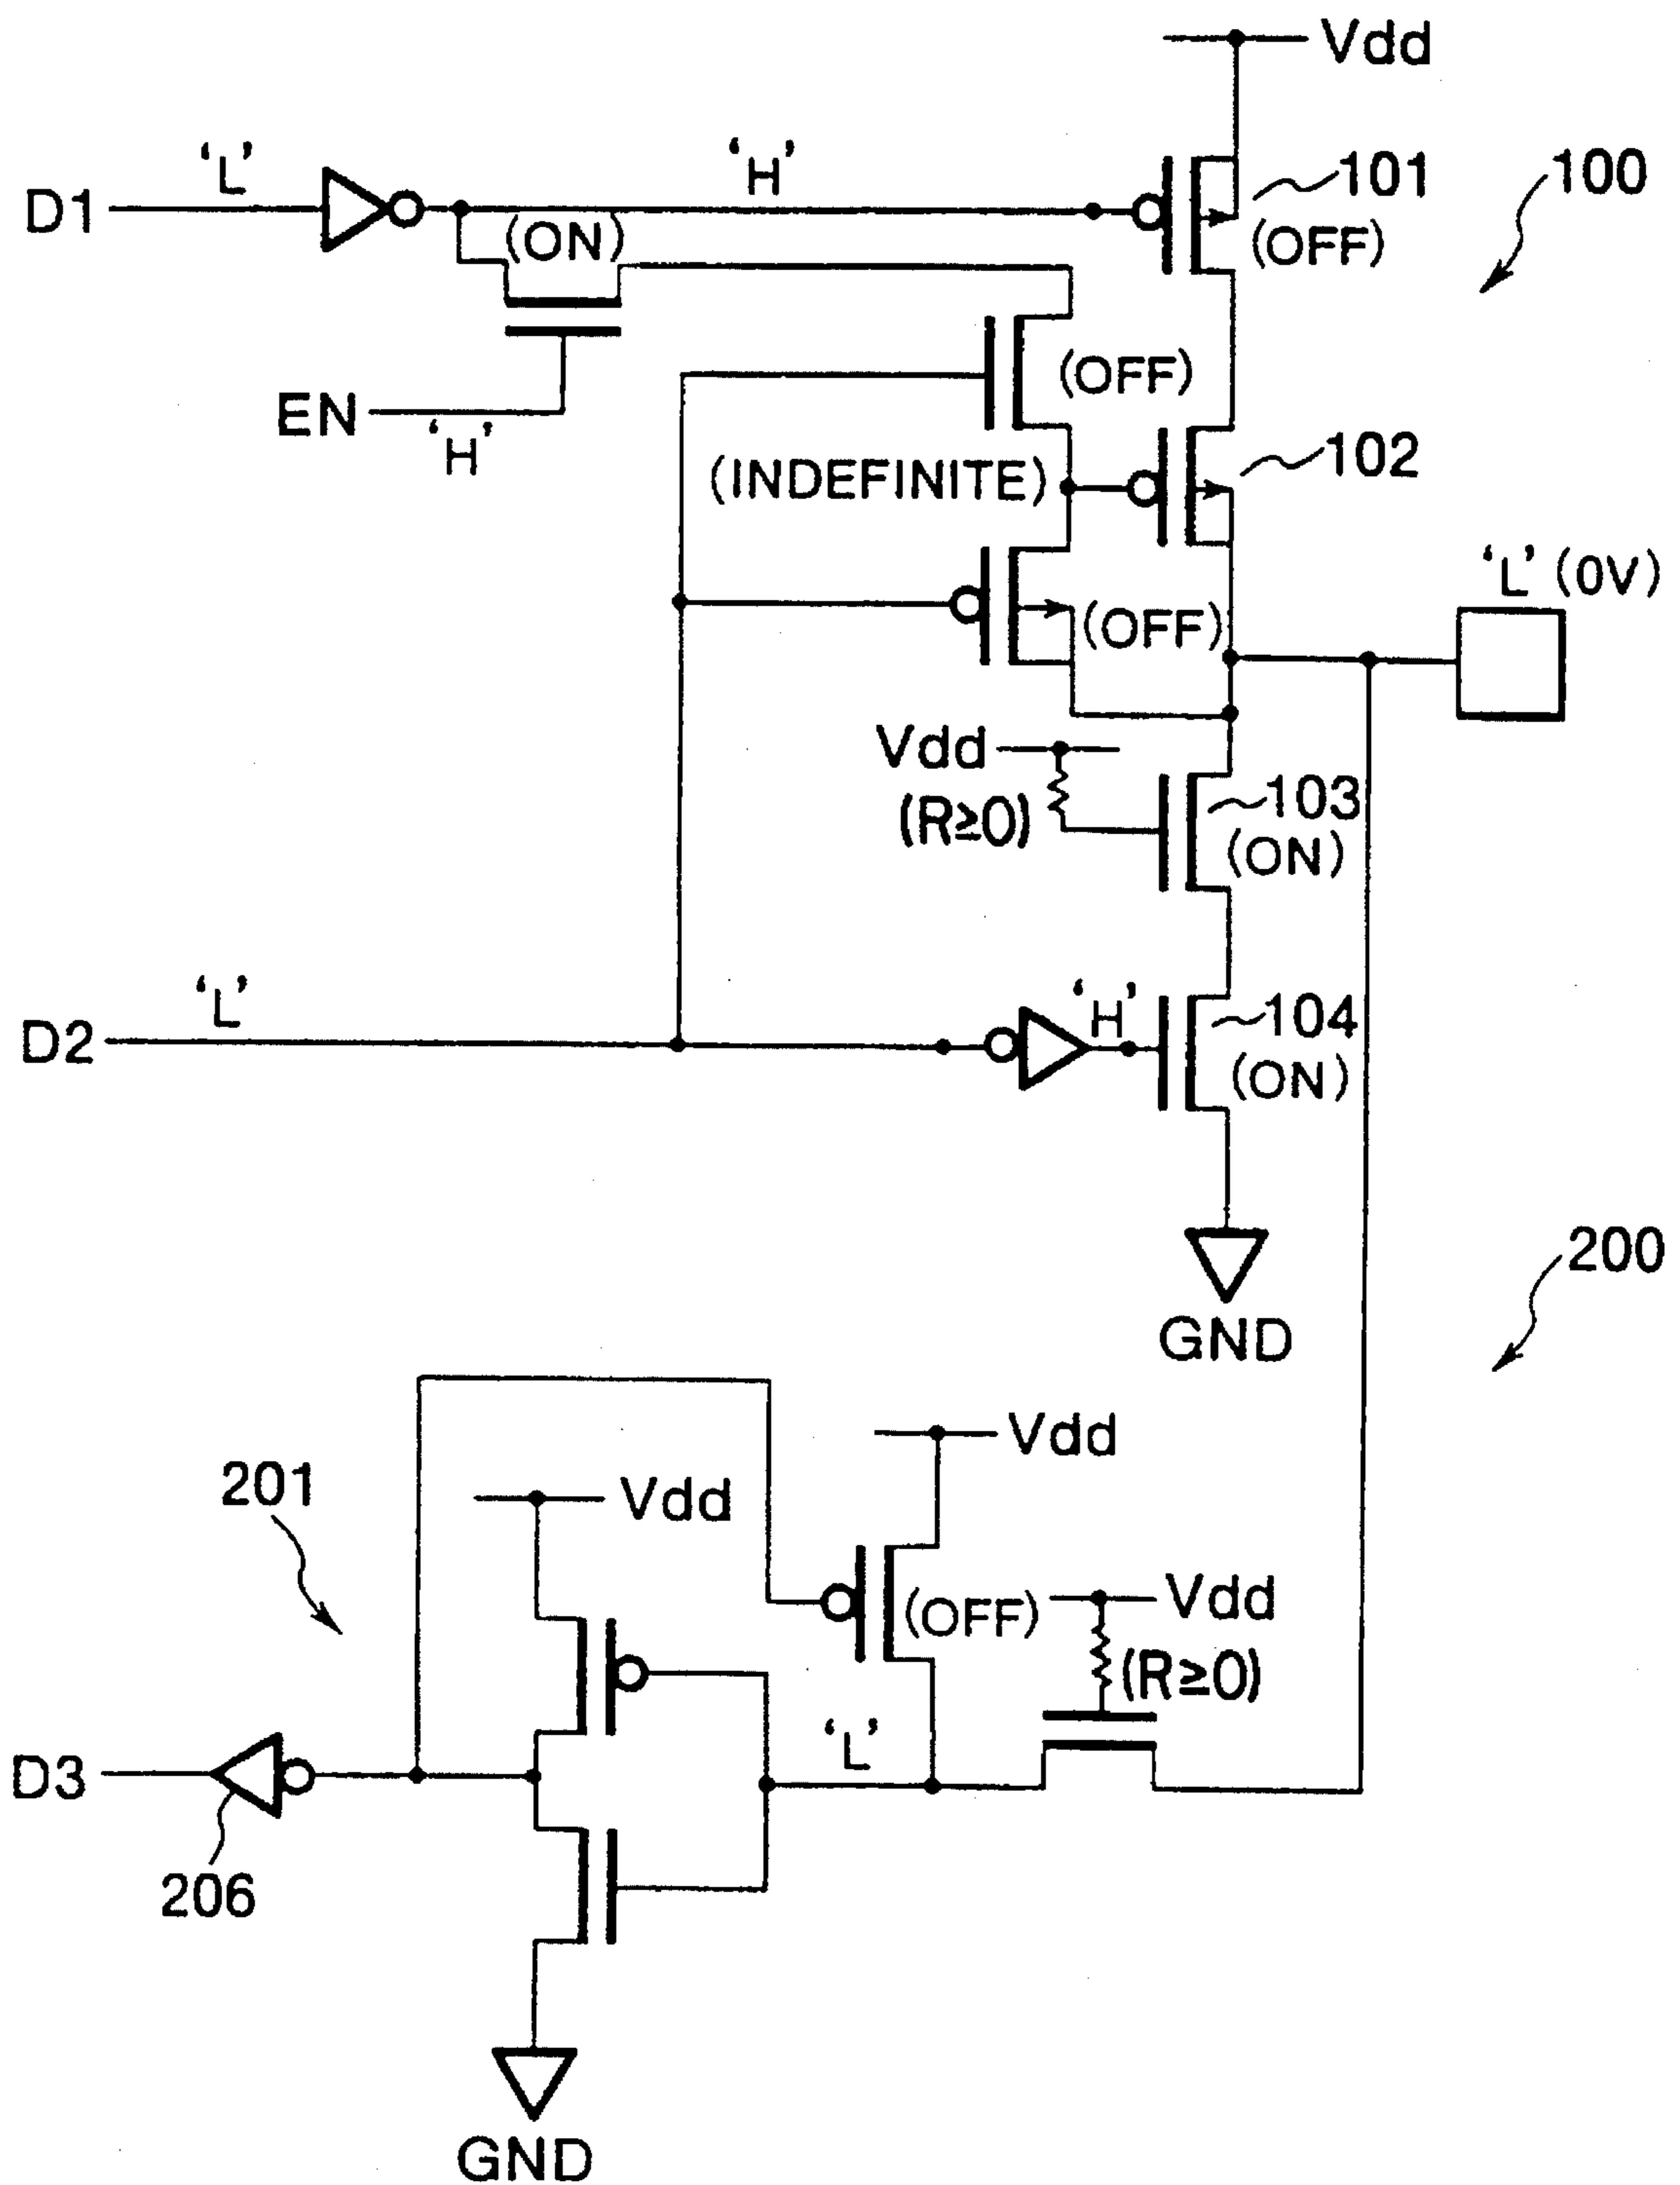 Vdd
'L'
'H'
101
100
D1
(ON)
(OFF)
(OFF)
EN
'H'
(INDEFINITE)
102
'L' (0V)
(OFF)
Vdd
(R≥0)
103
(ON)
'L'
'H'
104
D2
(ON)
200
GND
Vdd
201
Vdd
(OFF)
Vdd
(R≥0)
'L'
D3
206
GND